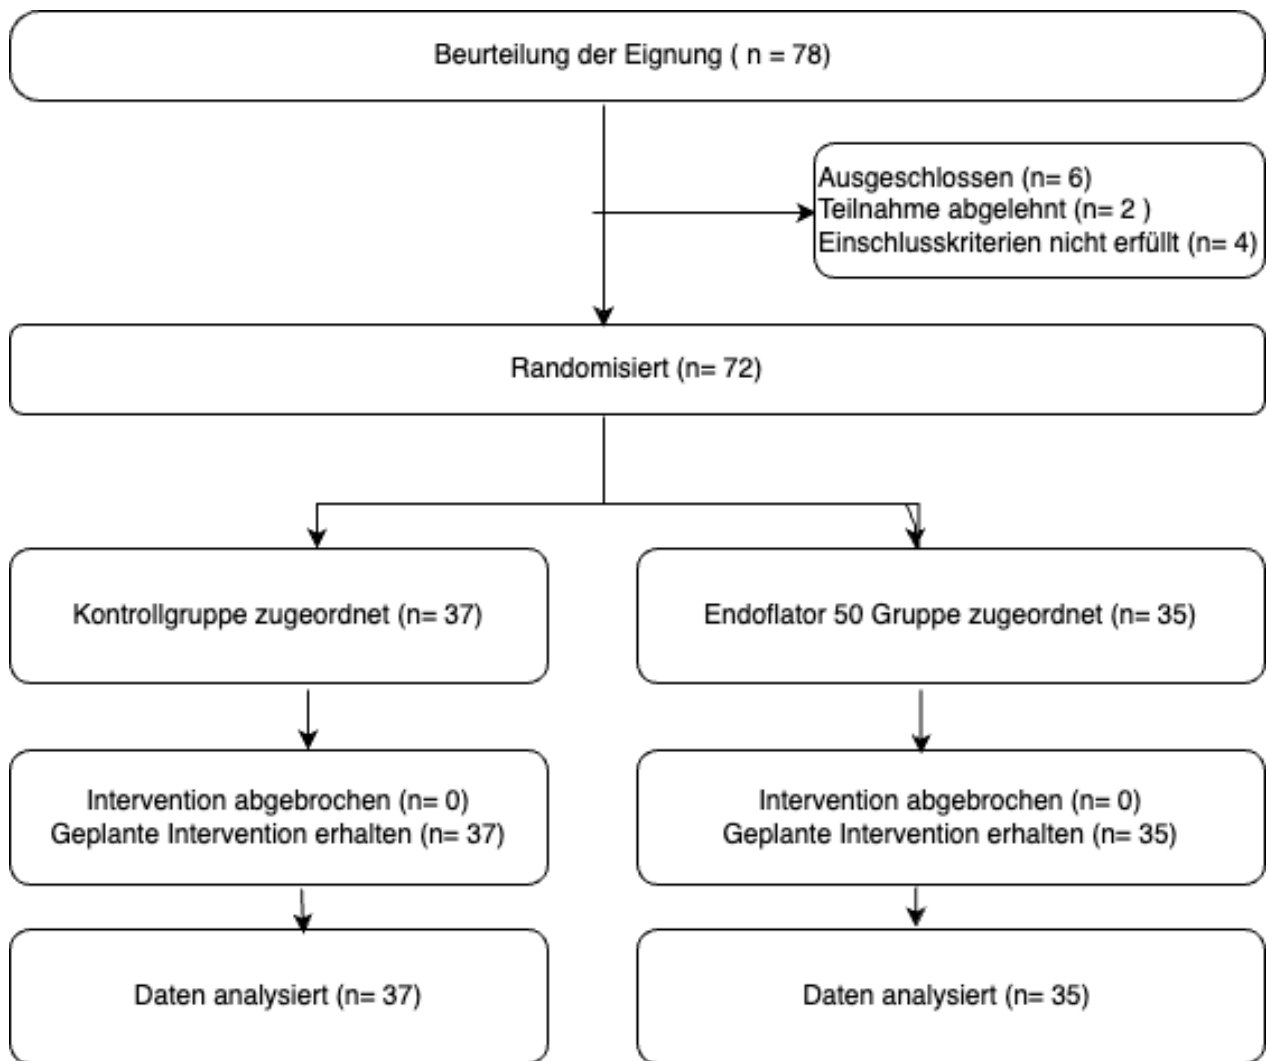 Beurteilung der Eignung ( n = 78)
Ausgeschlossen (n= 6)
Teilnahme abgelehnt (n= 2 )
Einschlusskriterien nicht erfüllt (n= 4)
Randomisiert (n= 72)
Kontrollgruppe zugeordnet (n= 37)
Endoflator 50 Gruppe zugeordnet (n= 35)
Intervention abgebrochen (n= 0)
Geplante Intervention erhalten (n= 37)
Intervention abgebrochen (n= 0)
Geplante Intervention erhalten (n= 35)
Daten analysiert (n= 37)
Daten analysiert (n= 35)